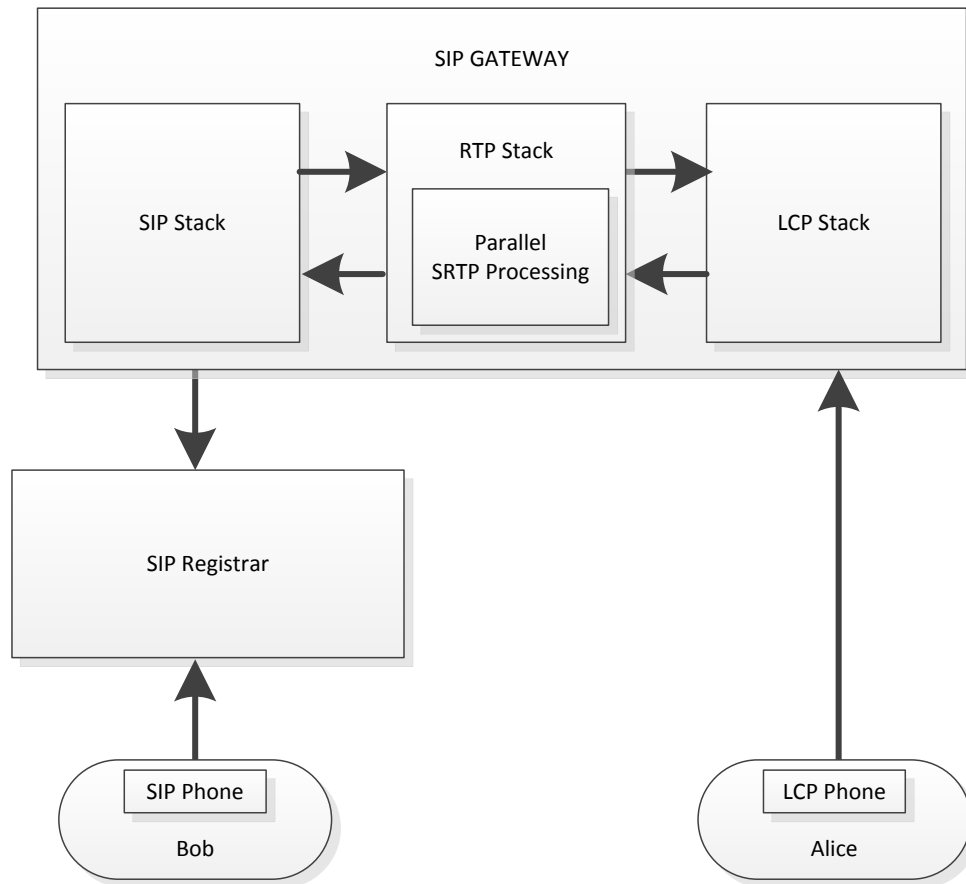 SIP GATEWAY
SIP Stack
RTP Stack
Parallel
SRTP Processing
LCP Stack
SIP Registrar
SIP Phone
Bob
LCP Phone
Alice